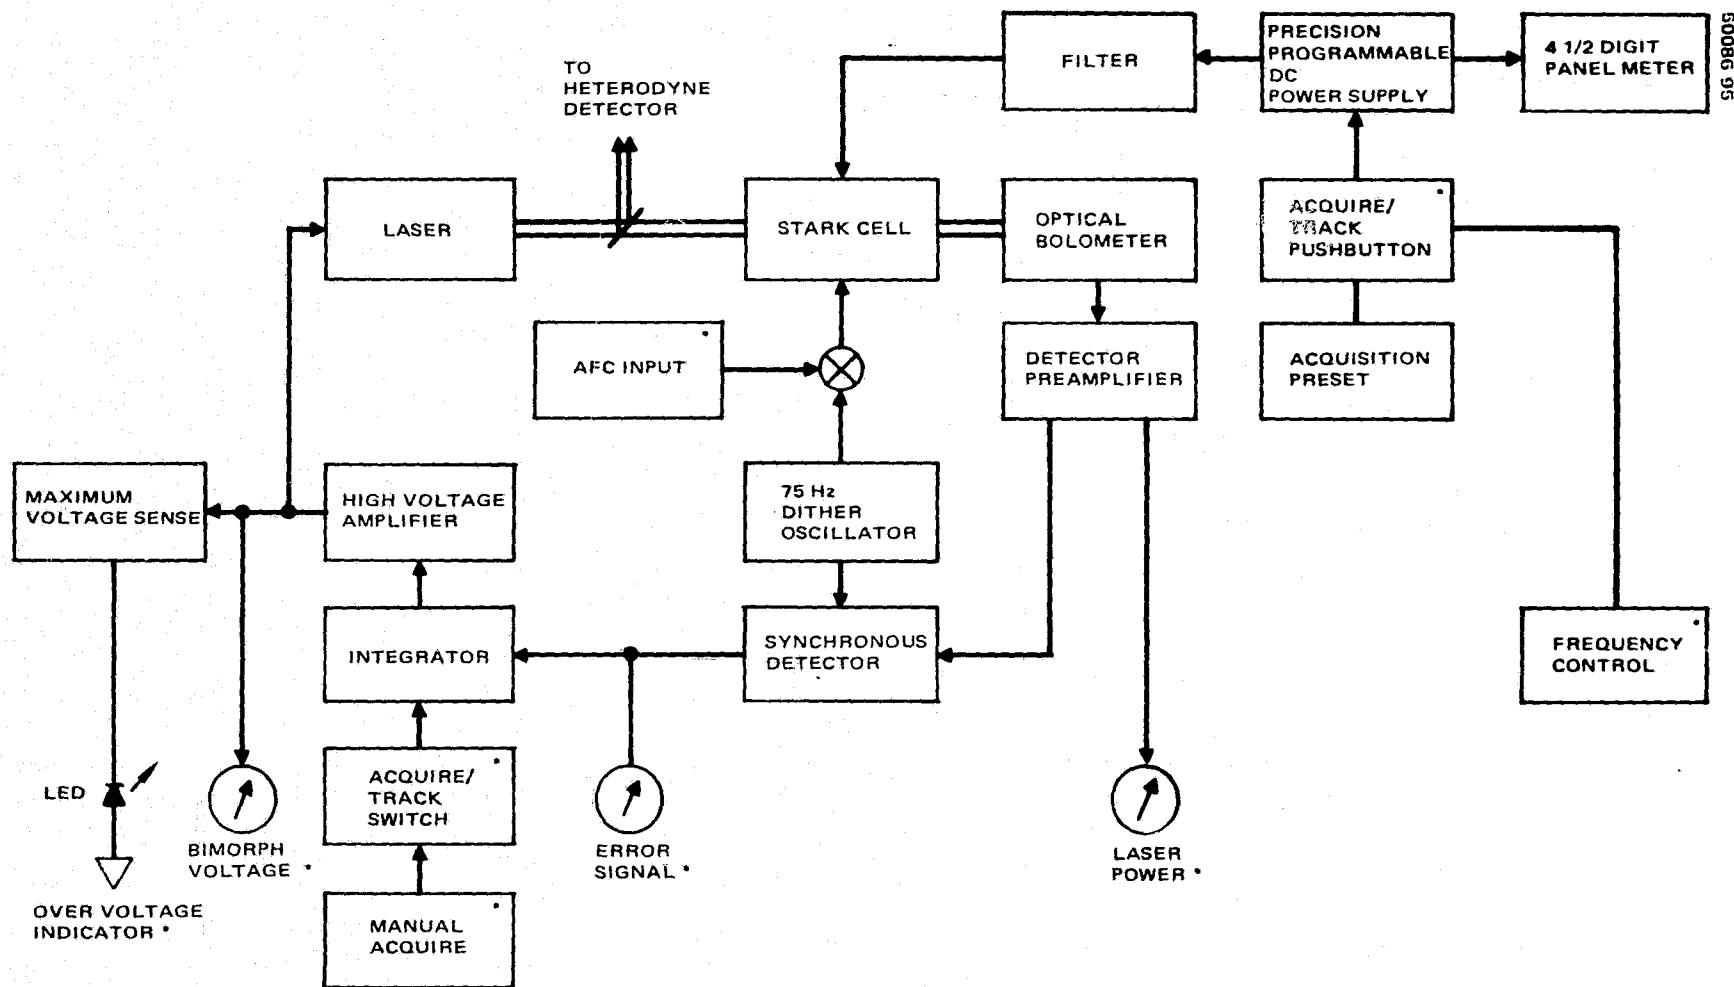 50086 95
TO
HETERODYNE
DETECTOR
FILTER
PRECISION
PROGRAMMABLE
DC
POWER SUPPLY
4 1/2 DIGIT
PANEL METER
LASER
STARK CELL
OPTICAL
BOLOMETER
ACQUIRE/
TRACK
PUSHBUTTON
AFC INPUT
DETECTOR
PREAMPLIFIER
ACQUISITION
PRESET
MAXIMUM
VOLTAGE SENSE
HIGH VOLTAGE
AMPLIFIER
75 Hz
DITHER
OSCILLATOR
INTEGRATOR
SYNCHRONOUS
DETECTOR
FREQUENCY
CONTROL
LED
BIMORPH
VOLTAGE *
ACQUIRE/
TRACK
SWITCH
ERROR
SIGNAL *
LASER
POWER *
OVER VOLTAGE
INDICATOR *
MANUAL
ACQUIRE